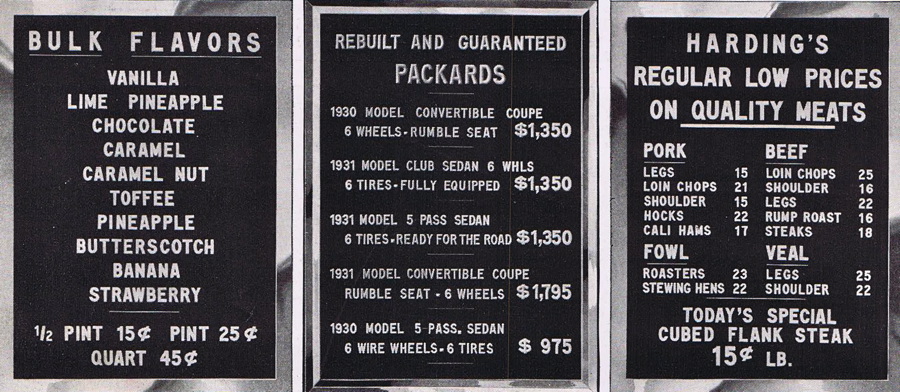 BULK FLAVORS
VANILLA
LIME PINEAPPLE
CHOCOLATE
CARAMEL
CARAMEL NUT
TOFFEE
PINEAPPLE
BUTTERSCOTCH
BANANA
STRAWBERRY
1/2 PINT 15¢ PINT 25¢
QUART 45¢
REBUILT AND GUARANTEED
PACKARDS
1930 MODEL CONVERTIBLE COUPE
6 WHEELS-RUMBLE SEAT $1,350
1931 MODEL CLUB SEDAN 6 WHLS
6 TIRES-FULLY EQUIPPED $1,350
1931 MODEL 5 PASS SEDAN
6 TIRES-READY FOR THE ROAD $1,350
1931 MODEL CONVERTIBLE COUPE
RUMBLE SEAT - 6 WHEELS $1,795
1930 MODEL 5 PASS. SEDAN
6 WIRE WHEELS-6 TIRES $ 975
HARDING'S
REGULAR LOW PRICES
ON QUALITY MEATS
PORK
LEGS 15
LOIN CHOPS 21
SHOULDER 15
HOCKS 22
CALI HAMS 17
FOWL
ROASTERS 23
STEWING HENS 22
BEEF
LOIN CHOPS 25
SHOULDER 16
LEGS 22
RUMP ROAST 16
STEAKS 18
VEAL
LEGS 25
SHOULDER 22
TODAY'S SPECIAL
CUBED FLANK STEAK
15¢ LB.